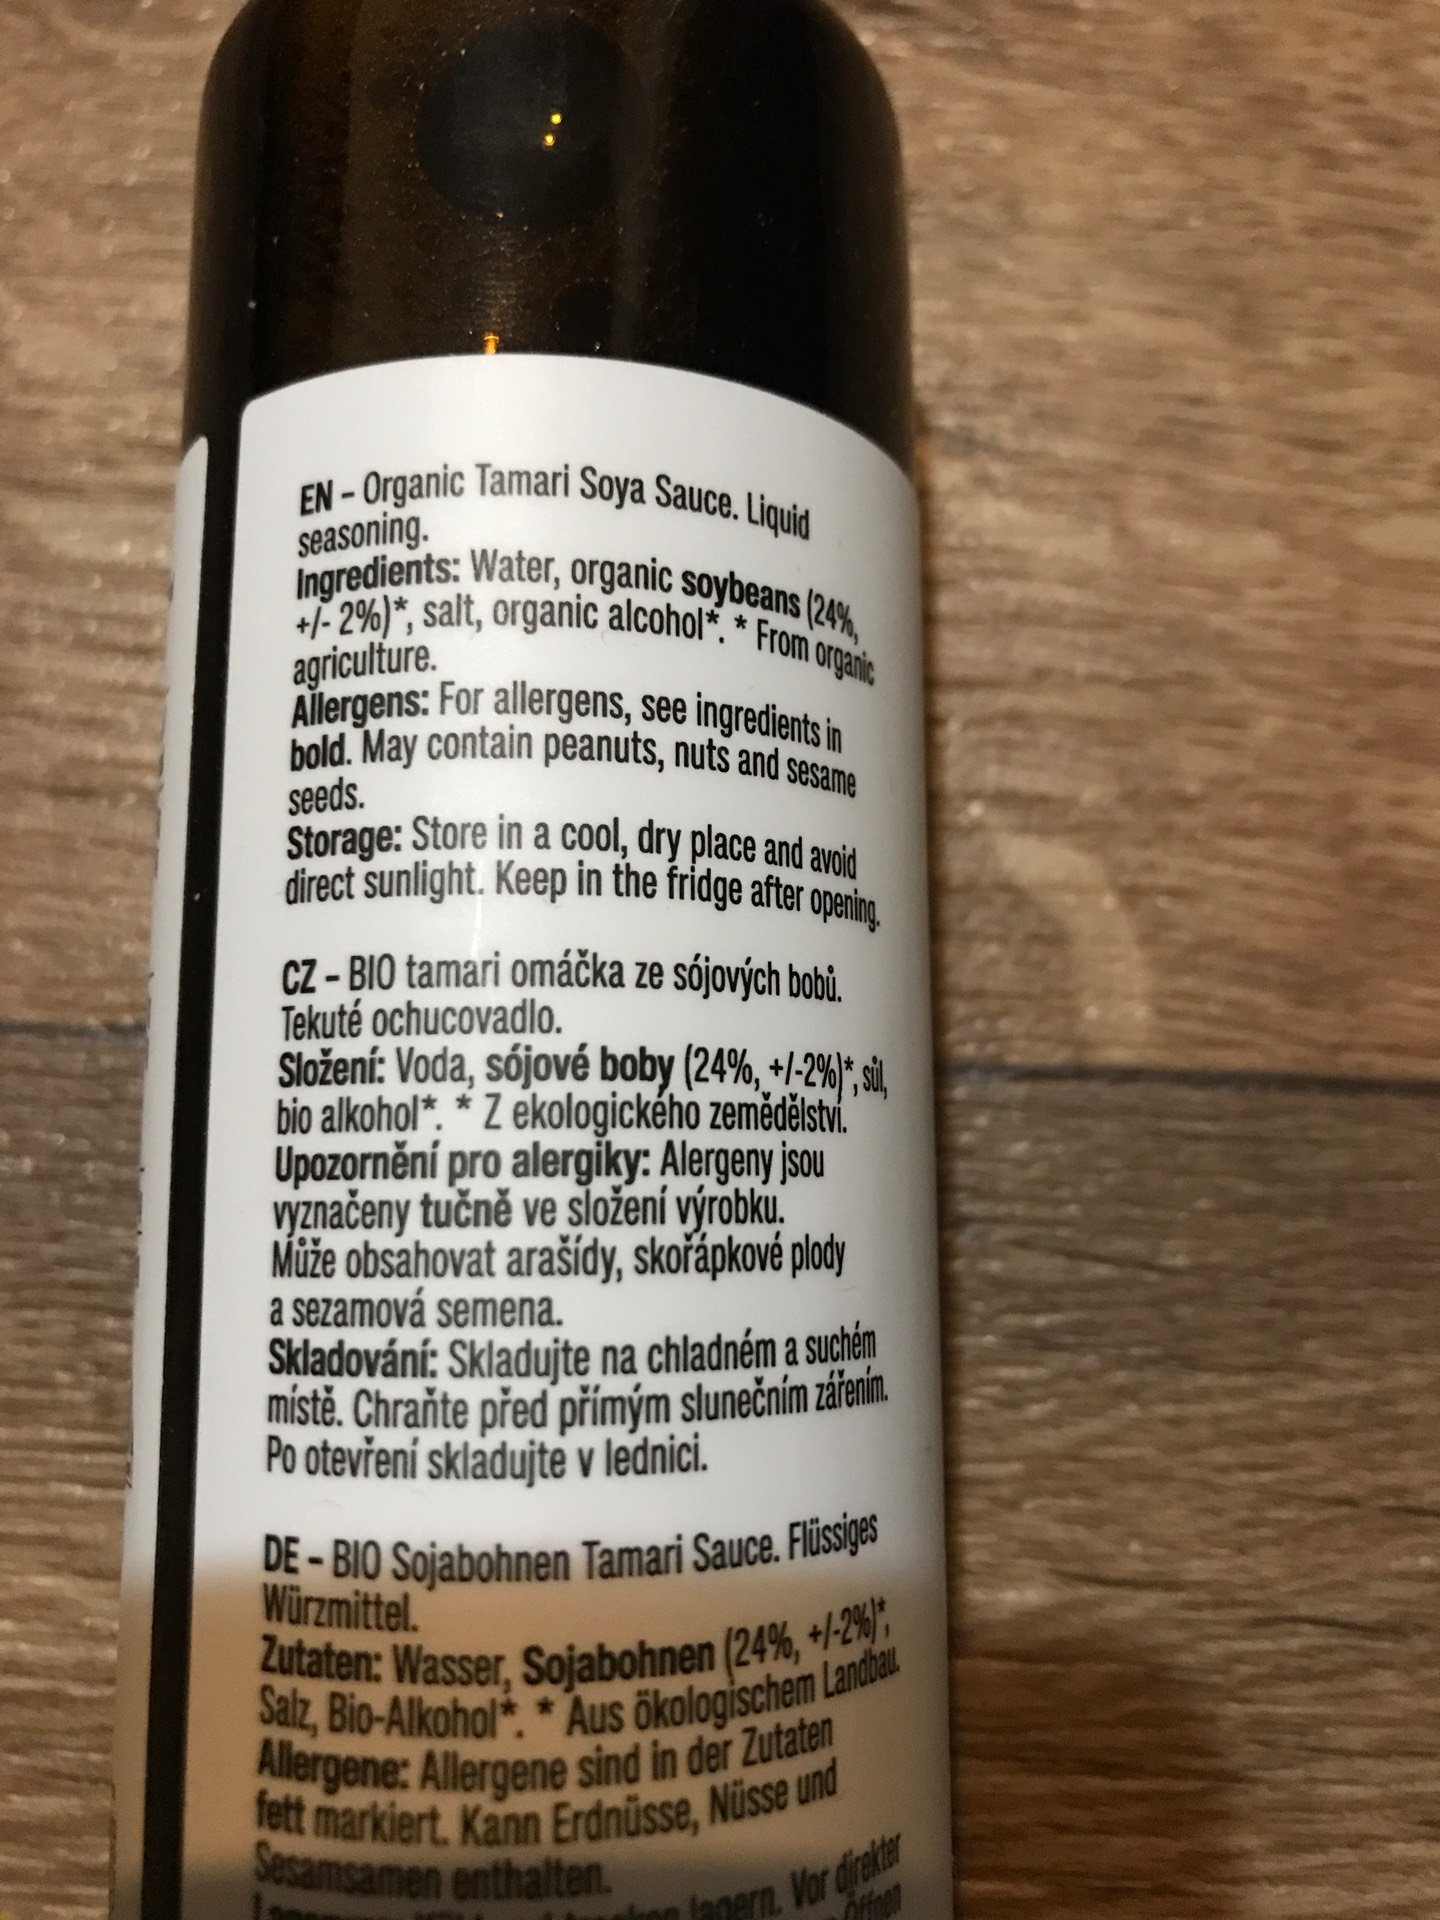 EN – Organic Tamari Soya Sauce. Liquid
seasoning.
Ingredients: Water, organic soybeans (24%,
+/- 2%)*, salt, organic alcohol*. * From organic
agriculture.
Allergens: For allergens, see ingredients in
bold. May contain peanuts, nuts and sesame
seeds.
Storage: Store in a cool, dry place and avoid
direct sunlight. Keep in the fridge after opening.
CZ – BIO tamari omáčka ze sójových bobů.
Tekuté ochucovadlo.
Složení: Voda, sójové boby (24%, +/-2%)*, sůl,
bio alkohol*. * Z ekologického zemědělství.
Upozornění pro alergiky: Alergeny jsou
vyznačeny tučně ve složení výrobku.
Může obsahovat arašídy, skořápkové plody
a sezamová semena.
Skladování: Skladujte na chladném a suchém
místě. Chraňte před přímým slunečním zářením.
Po otevření skladujte v lednici.
DE – BIO Sojabohnen Tamari Sauce. Flüssiges
Würzmittel.
Zutaten: Wasser, Sojabohnen (24%, +/-2%)*,
Salz, Bio-Alkohol*. * Aus ökologischem Landbau.
Allergene: Allergene sind in der Zutaten
fett markiert. Kann Erdnüsse, Nüsse und
Sesamsamen enthalten.
lagern. Vor direkter
Öffnen